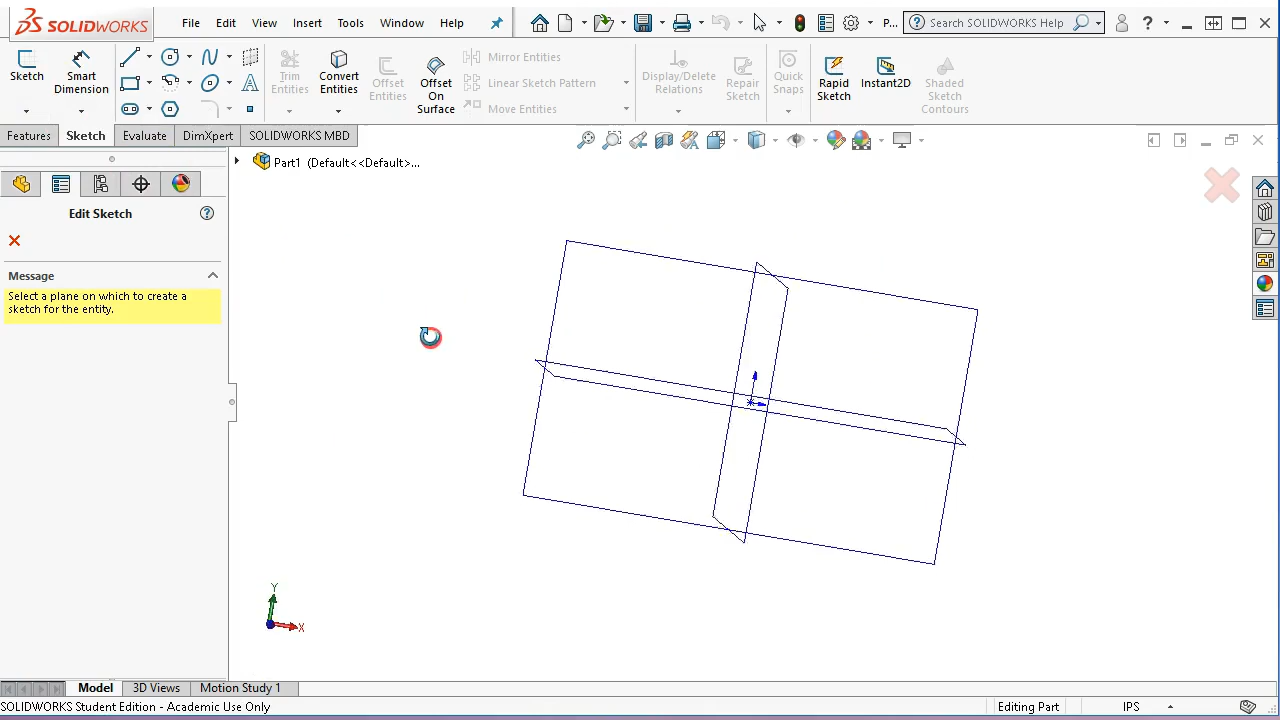 SOLIDWORKS File Edit View Insert Tools Window Help P... Search SOLIDWORKS Help ?
Sketch Smart Dimension Trim Entities Convert Entities Offset Entities Offset On Surface Mirror Entities Linear Sketch Pattern Move Entities Display/Delete Relations Repair Sketch Quick Snaps Rapid Sketch Instant2D Shaded Sketch Contours
Features Sketch Evaluate DimXpert SOLIDWORKS MBD
Part1 (Default<<Default>...
Edit Sketch ?
Message
Select a plane on which to create a
sketch for the entity.
Y
X
Model 3D Views Motion Study 1
SOLIDWORKS Student Edition - Academic Use Only Editing Part IPS